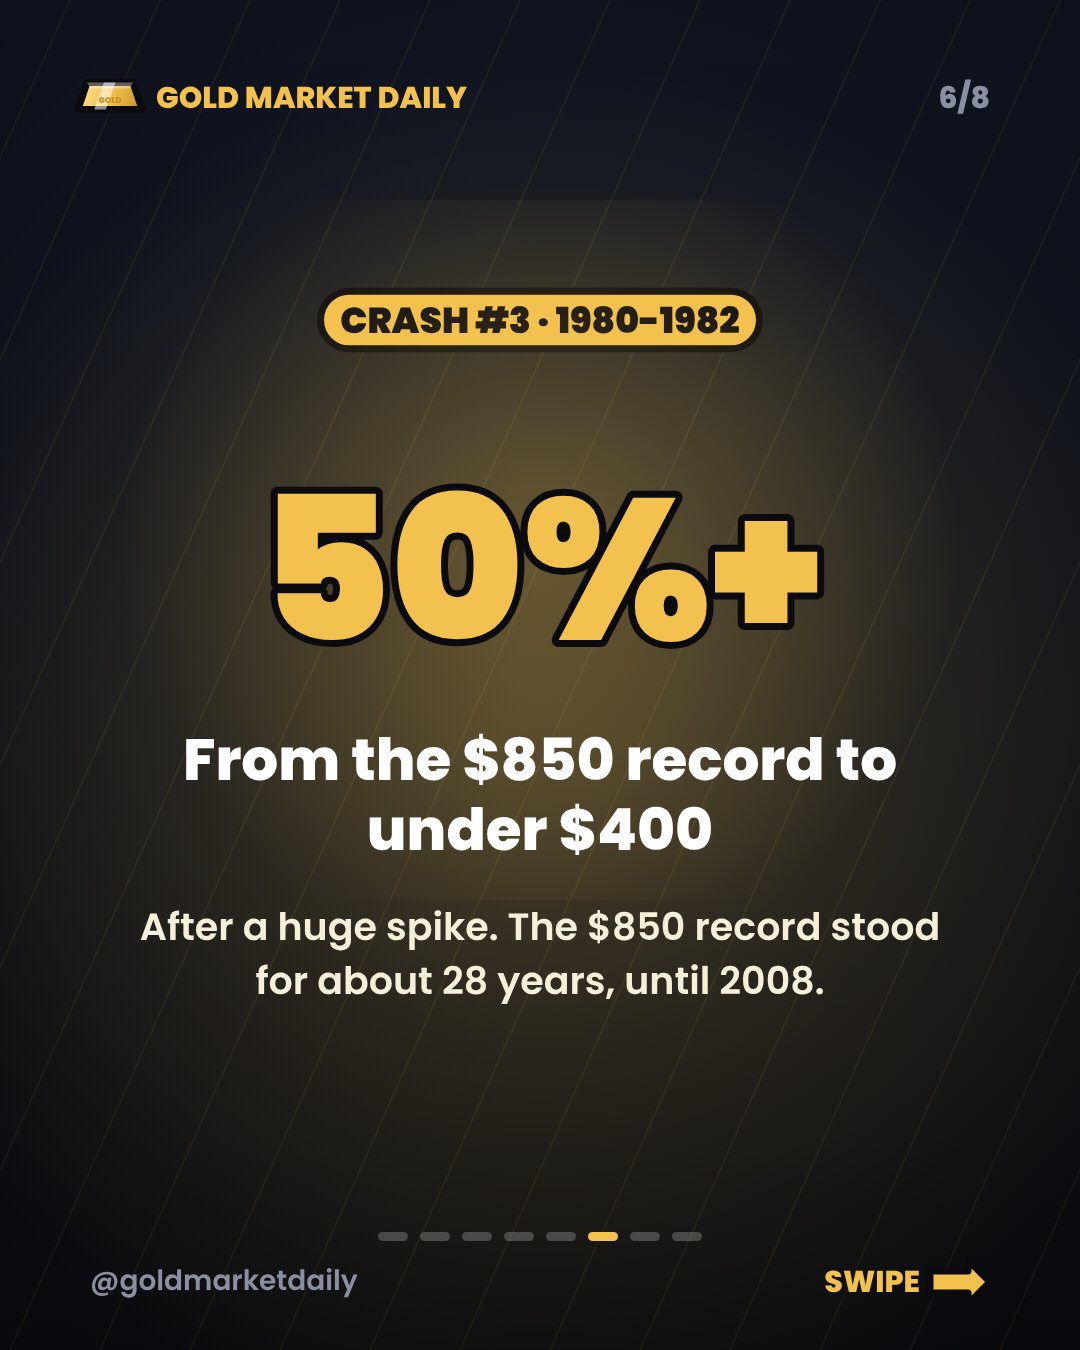 GOLD
GOLD MARKET DAILY
6/8
CRASH #3 · 1980–1982
50%+
From the $850 record to
under $400
After a huge spike. The $850 record stood
for about 28 years, until 2008.
@goldmarketdaily
SWIPE